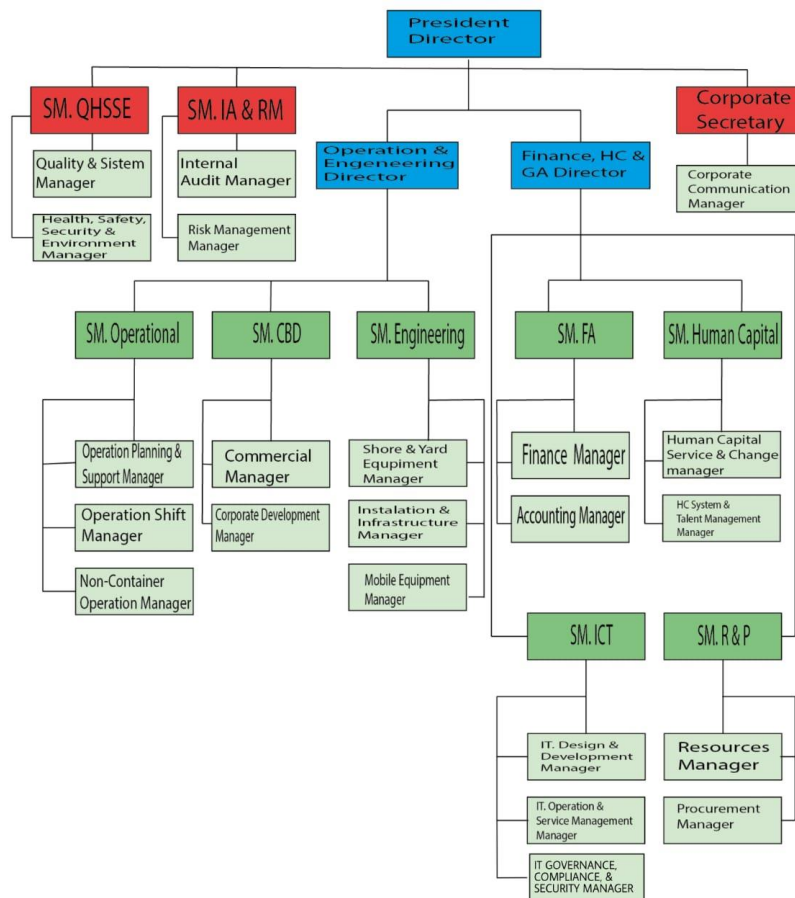 President
Director
SM. QHSSE
SM. IA & RM
Corporate
Secretary
Operation &
Engeneering
Director
Finance, HC &
GA Director
Quality & Sistem
Manager
Internal
Audit Manager
Corporate
Communication
Manager
Health, Safety,
Security &
Environment
Manager
Risk Management
Manager
SM. Operational
SM. CBD
SM. Engineering
SM. FA
SM. Human Capital
Operation Planning &
Support Manager
Commercial
Manager
Shore & Yard
Equpiment
Manager
Finance Manager
Human Capital
Service & Change
manager
Operation Shift
Manager
Corporate Development
Manager
Instalation &
Infrastructure
Manager
Accounting Manager
HC System &
Talent Management
Manager
Non-Container
Operation Manager
Mobile Equipment
Manager
SM. ICT
SM. R & P
IT. Design &
Development
Manager
Resources
Manager
IT. Operation &
Service Management
Manager
Procurement
Manager
IT GOVERNANCE,
COMPLIANCE, &
SECURITY MANAGER